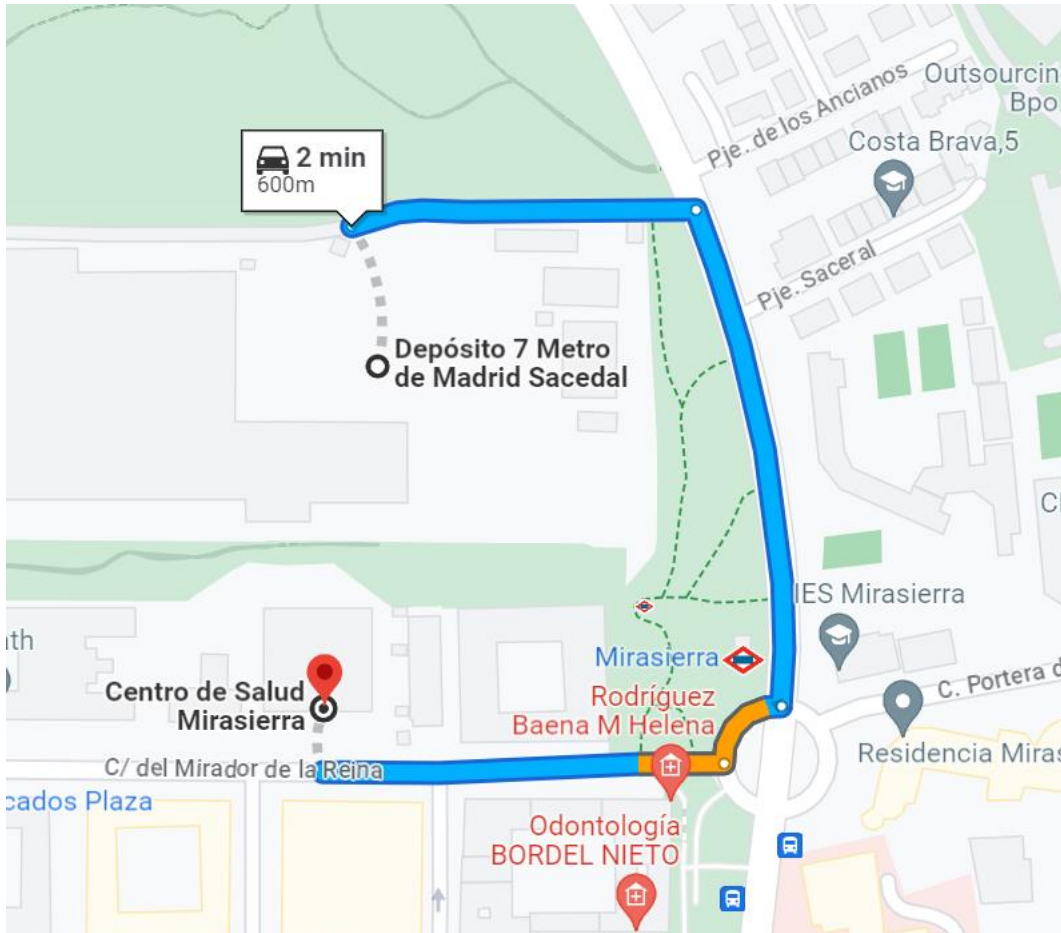 Outsourcin
Bpo
Pje. de los Ancianos
Costa Brava,5
2 min
600m
Pje. Saceral
Depósito 7 Metro
de Madrid Sacedal
IES Mirasierra
ath
Mirasierra
Centro de Salud
Mirasierra
Rodríguez
Baena M Helena
C. Portera d
Residencia Miras
C/ del Mirador de la Reina
cados Plaza
Odontología
BORDEL NIETO